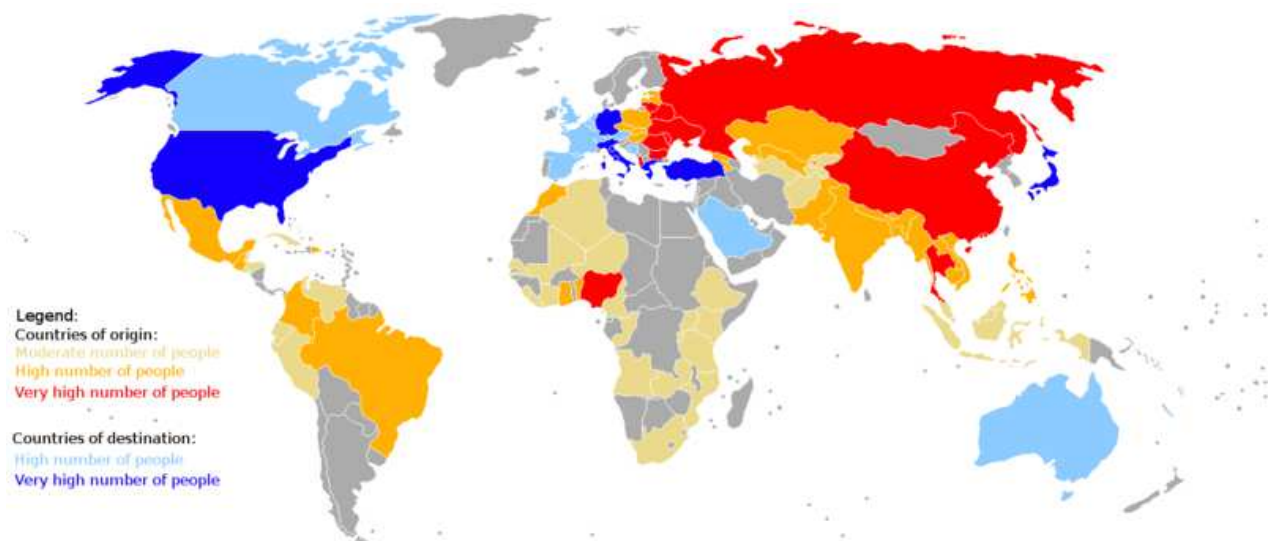 Legend:
Countries of origin:
Moderate number of people
High number of people
Very high number of people
Countries of destination:
High number of people
Very high number of people